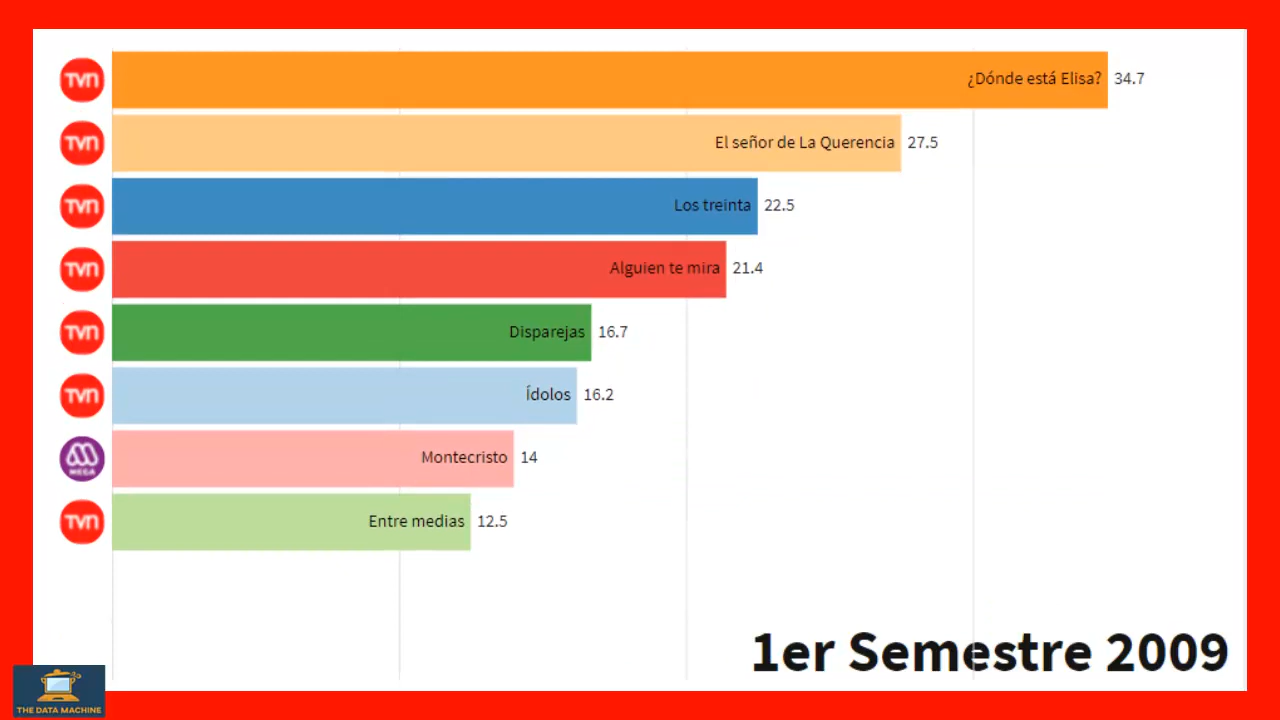 TVN ¿Dónde está Elisa? 34.7
TVN El señor de La Querencia 27.5
TVN Los treinta 22.5
TVN Alguien te mira 21.4
TVN Disparejas 16.7
TVN Ídolos 16.2
MEGA Montecristo 14
TVN Entre medias 12.5
1er Semestre 2009
THE DATA MACHINE